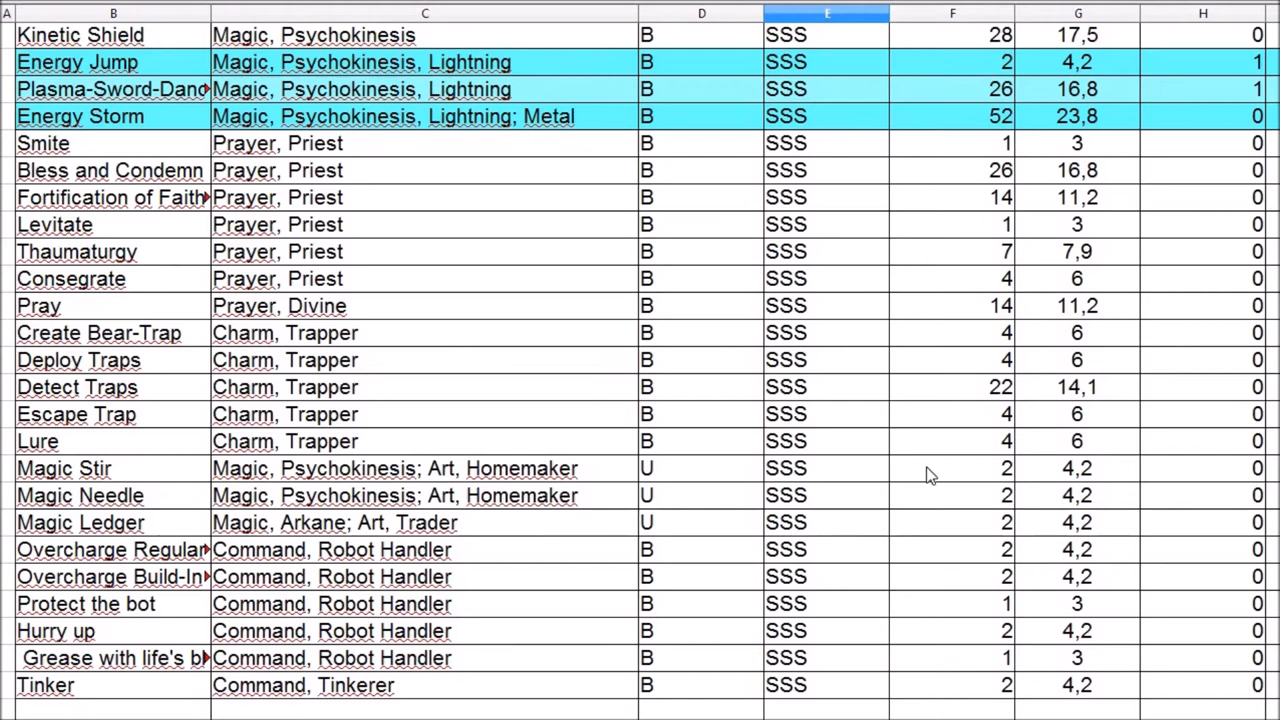 A B C D E F G H
Kinetic Shield Magic, Psychokinesis B SSS 28 17,5 0
Energy Jump Magic, Psychokinesis, Lightning B SSS 2 4,2 1
Plasma-Sword-Danc Magic, Psychokinesis, Lightning B SSS 26 16,8 1
Energy Storm Magic, Psychokinesis, Lightning; Metal B SSS 52 23,8 0
Smite Prayer, Priest B SSS 1 3 0
Bless and Condemn Prayer, Priest B SSS 26 16,8 0
Fortification of Faith Prayer, Priest B SSS 14 11,2 0
Levitate Prayer, Priest B SSS 1 3 0
Thaumaturgy Prayer, Priest B SSS 7 7,9 0
Consegrate Prayer, Priest B SSS 4 6 0
Pray Prayer, Divine B SSS 14 11,2 0
Create Bear-Trap Charm, Trapper B SSS 4 6 0
Deploy Traps Charm, Trapper B SSS 4 6 0
Detect Traps Charm, Trapper B SSS 22 14,1 0
Escape Trap Charm, Trapper B SSS 4 6 0
Lure Charm, Trapper B SSS 4 6 0
Magic Stir Magic, Psychokinesis; Art, Homemaker U SSS 2 4,2 0
Magic Needle Magic, Psychokinesis; Art, Homemaker U SSS 2 4,2 0
Magic Ledger Magic, Arkane; Art, Trader U SSS 2 4,2 0
Overcharge Regular Command, Robot Handler B SSS 2 4,2 0
Overcharge Build-In Command, Robot Handler B SSS 2 4,2 0
Protect the bot Command, Robot Handler B SSS 1 3 0
Hurry up Command, Robot Handler B SSS 2 4,2 0
Grease with life's b Command, Robot Handler B SSS 1 3 0
Tinker Command, Tinkerer B SSS 2 4,2 0